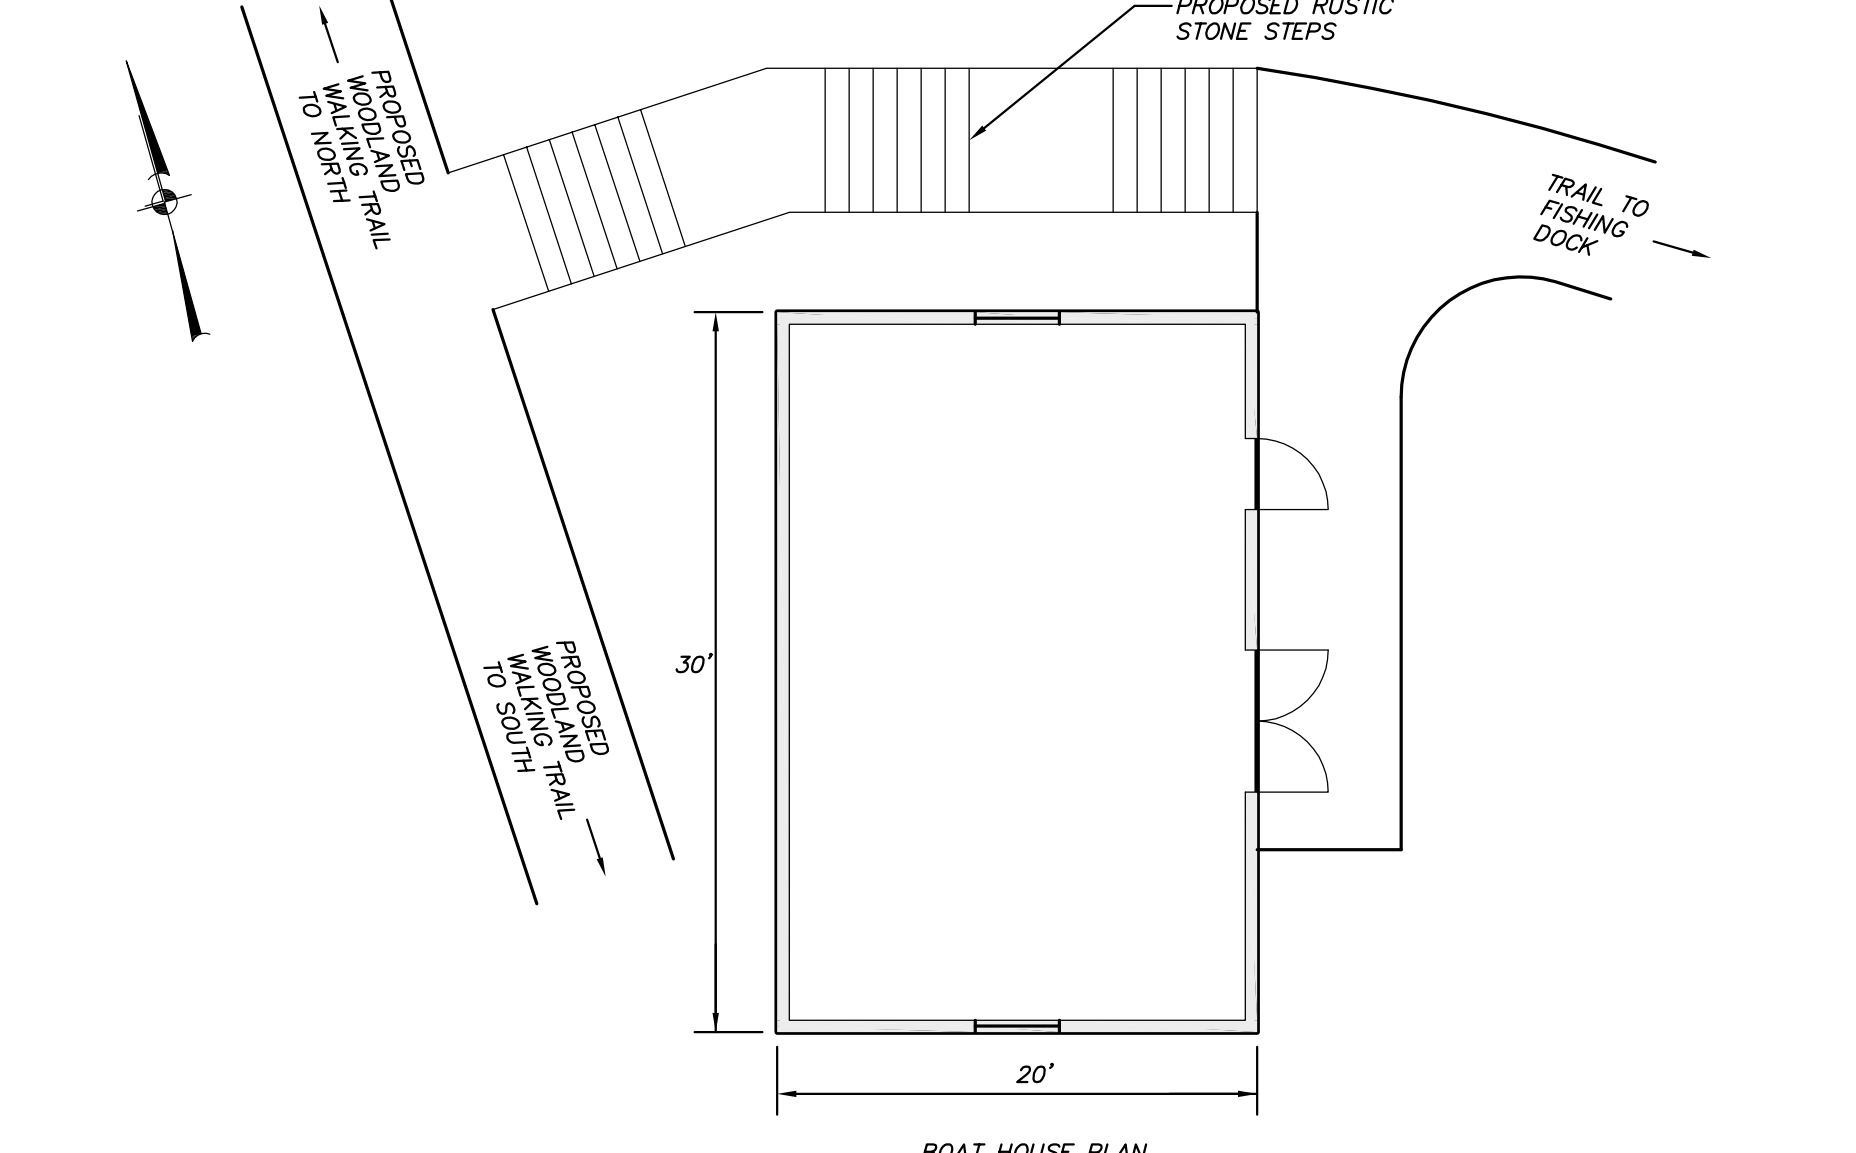 PROPOSED RUSTIC
STONE STEPS
PROPOSED
WOODLAND
WALKING TRAIL
TO NORTH
TRAIL TO
FISHING
DOCK
30'
PROPOSED
WOODLAND
WALKING TRAIL
TO SOUTH
20'
BOAT HOUSE PLAN